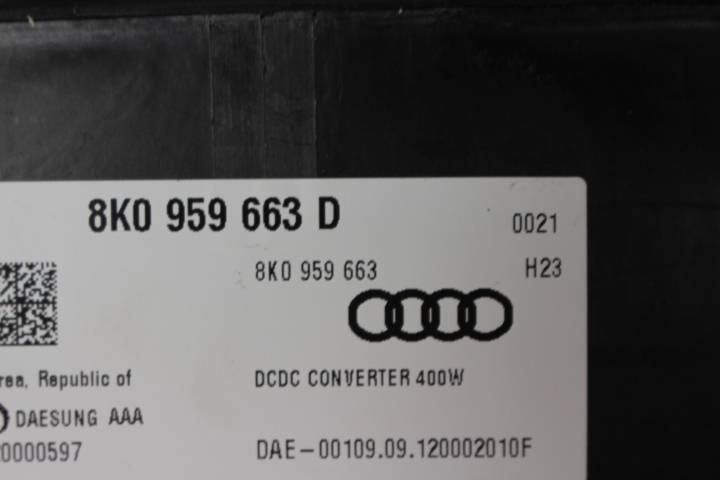 8K0 959 663 D
0021
8K0 959 663
H23
Republic of
DCDC CONVERTER 400W
DAESUNG AAA
0000597
DAE-00109.09.120002010F